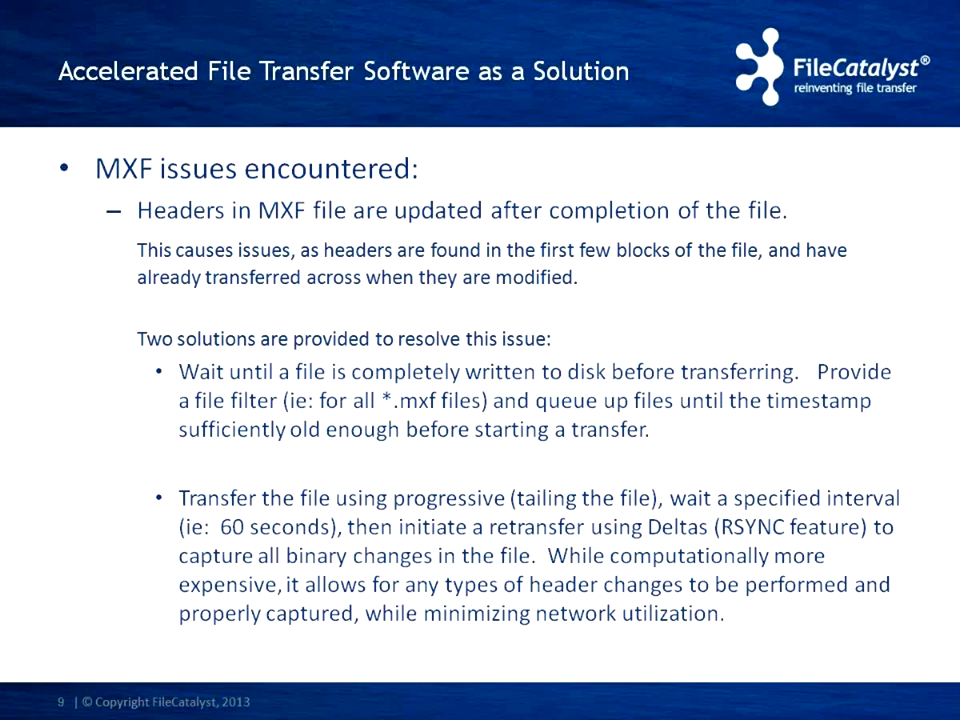 Accelerated File Transfer Software as a Solution
FileCatalyst®
reinventing file transfer
• MXF issues encountered:
– Headers in MXF file are updated after completion of the file.
This causes issues, as headers are found in the first few blocks of the file, and have
already transferred across when they are modified.
Two solutions are provided to resolve this issue:
• Wait until a file is completely written to disk before transferring. Provide
a file filter (ie: for all *.mxf files) and queue up files until the timestamp
sufficiently old enough before starting a transfer.
• Transfer the file using progressive (tailing the file), wait a specified interval
(ie: 60 seconds), then initiate a retransfer using Deltas (RSYNC feature) to
capture all binary changes in the file. While computationally more
expensive, it allows for any types of header changes to be performed and
properly captured, while minimizing network utilization.
9 | © Copyright FileCatalyst, 2013